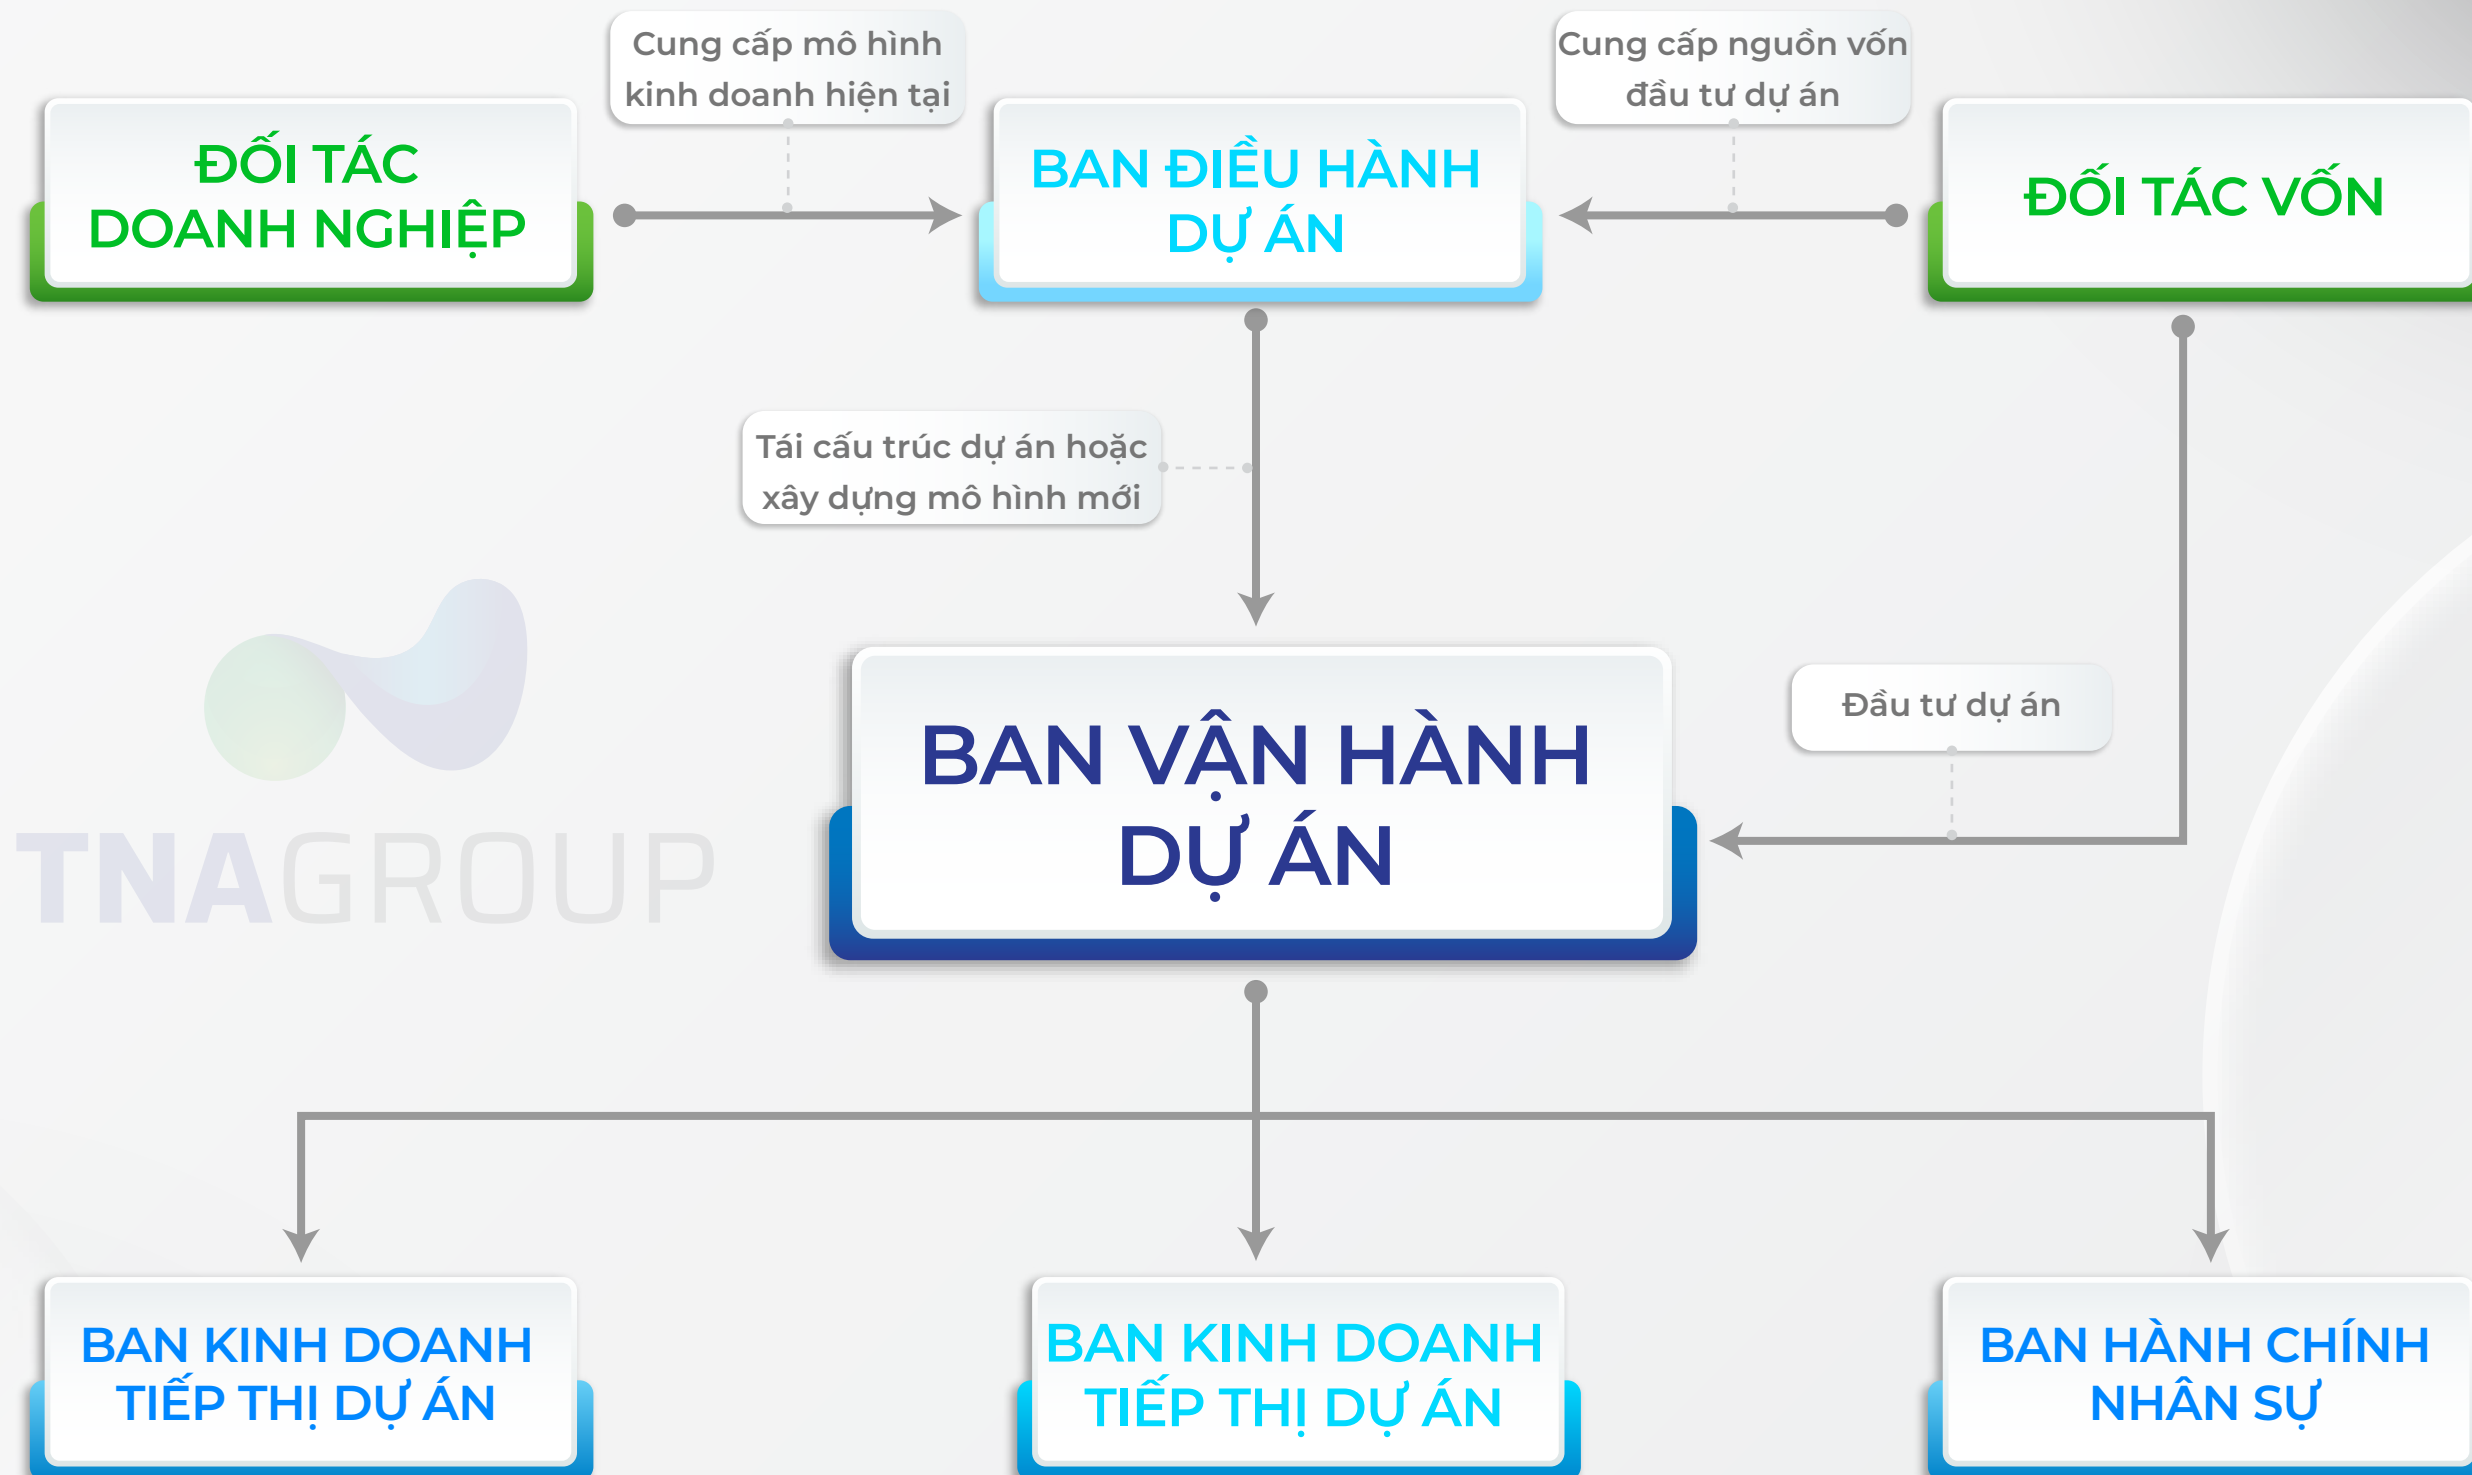 Cung cấp mô hình
kinh doanh hiện tại
Cung cấp nguồn vốn
đầu tư dự án
ĐỐI TÁC
DOANH NGHIỆP
BAN ĐIỀU HÀNH
DỰ ÁN
ĐỐI TÁC VỐN
Tái cấu trúc dự án hoặc
xây dựng mô hình mới
BAN VẬN HÀNH
DỰ ÁN
Đầu tư dự án
TNAGROUP
BAN KINH DOANH
TIẾP THỊ DỰ ÁN
BAN KINH DOANH
TIẾP THỊ DỰ ÁN
BAN HÀNH CHÍNH
NHÂN SỰ